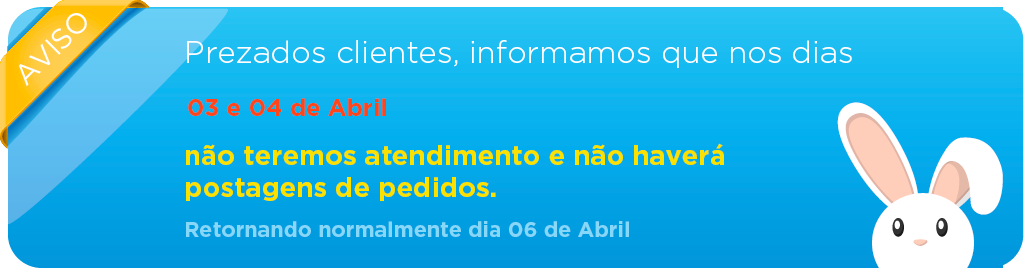 AVISO
Prezados clientes, informamos que nos dias
03 e 04 de Abril
não teremos atendimento e não haverá
postagens de pedidos.
Retornando normalmente dia 06 de Abril